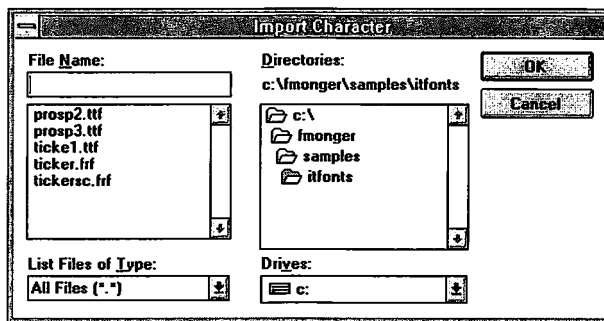 Import Character
File Name:
prosp2.ttf
prosp3.ttf
ticke1.ttf
ticker.frf
tickersc.frf
List Files of Type:
All Files (*.*)
Directories:
c:\fmonger\samples\itfonts
c:\
fmonger
samples
itfonts
Drives:
c:
OK
Cancel